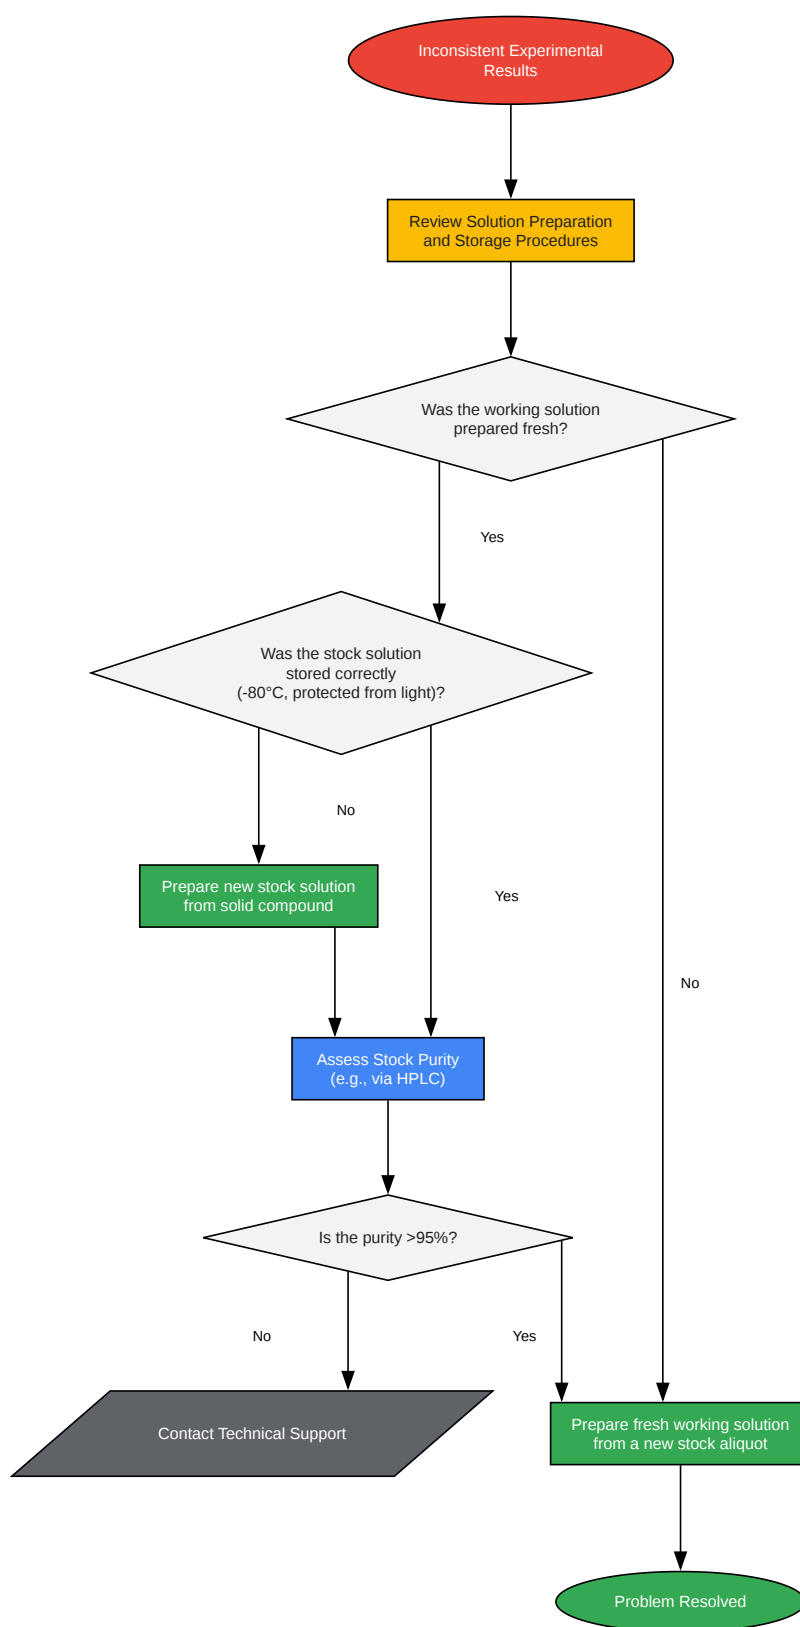 Inconsistent Experimental
Results
Review Solution Preparation
and Storage Procedures
Was the working solution
prepared fresh?
Yes
Was the stock solution
stored correctly
(-80°C, protected from light)?
No
Prepare new stock solution
from solid compound
Yes
No
Assess Stock Purity
(e.g., via HPLC)
Is the purity >95%?
No
Yes
Contact Technical Support
Prepare fresh working solution
from a new stock aliquot
Problem Resolved